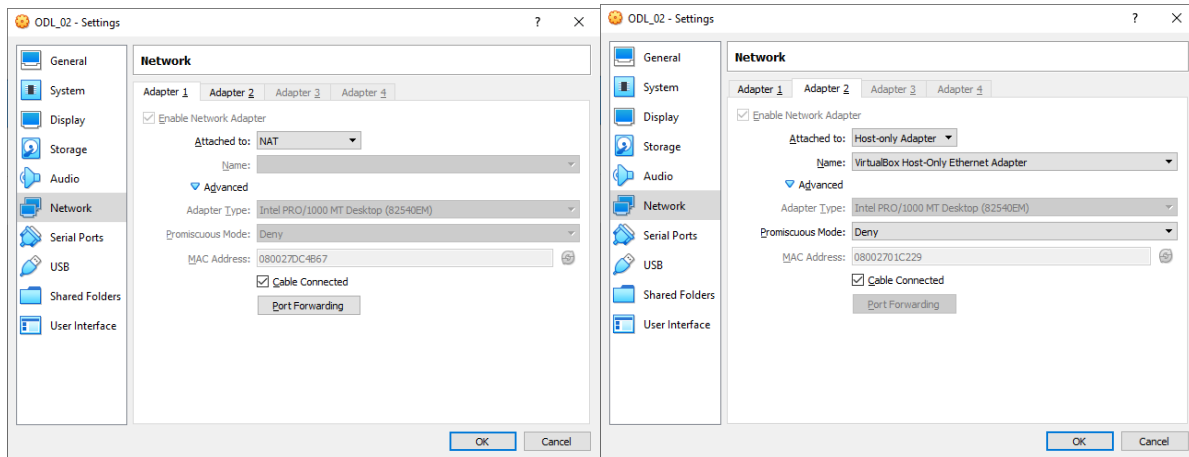 ODL_02 - Settings
?
×
General
System
Display
Storage
Audio
Network
Serial Ports
USB
Shared Folders
User Interface
Network
Adapter 1 Adapter 2 Adapter 3 Adapter 4
Enable Network Adapter
Attached to: NAT
Name:
Advanced
Adapter Type: Intel PRO/1000 MT Desktop (82540EM)
Promiscuous Mode: Deny
MAC Address: 080027DC4B67
Cable Connected
Port Forwarding
OK Cancel
ODL_02 - Settings
?
×
General
System
Display
Storage
Audio
Network
Serial Ports
USB
Shared Folders
User Interface
Network
Adapter 1 Adapter 2 Adapter 3 Adapter 4
Enable Network Adapter
Attached to: Host-only Adapter
Name: VirtualBox Host-Only Ethernet Adapter
Advanced
Adapter Type: Intel PRO/1000 MT Desktop (82540EM)
Promiscuous Mode: Deny
MAC Address: 08002701C229
Cable Connected
Port Forwarding
OK Cancel